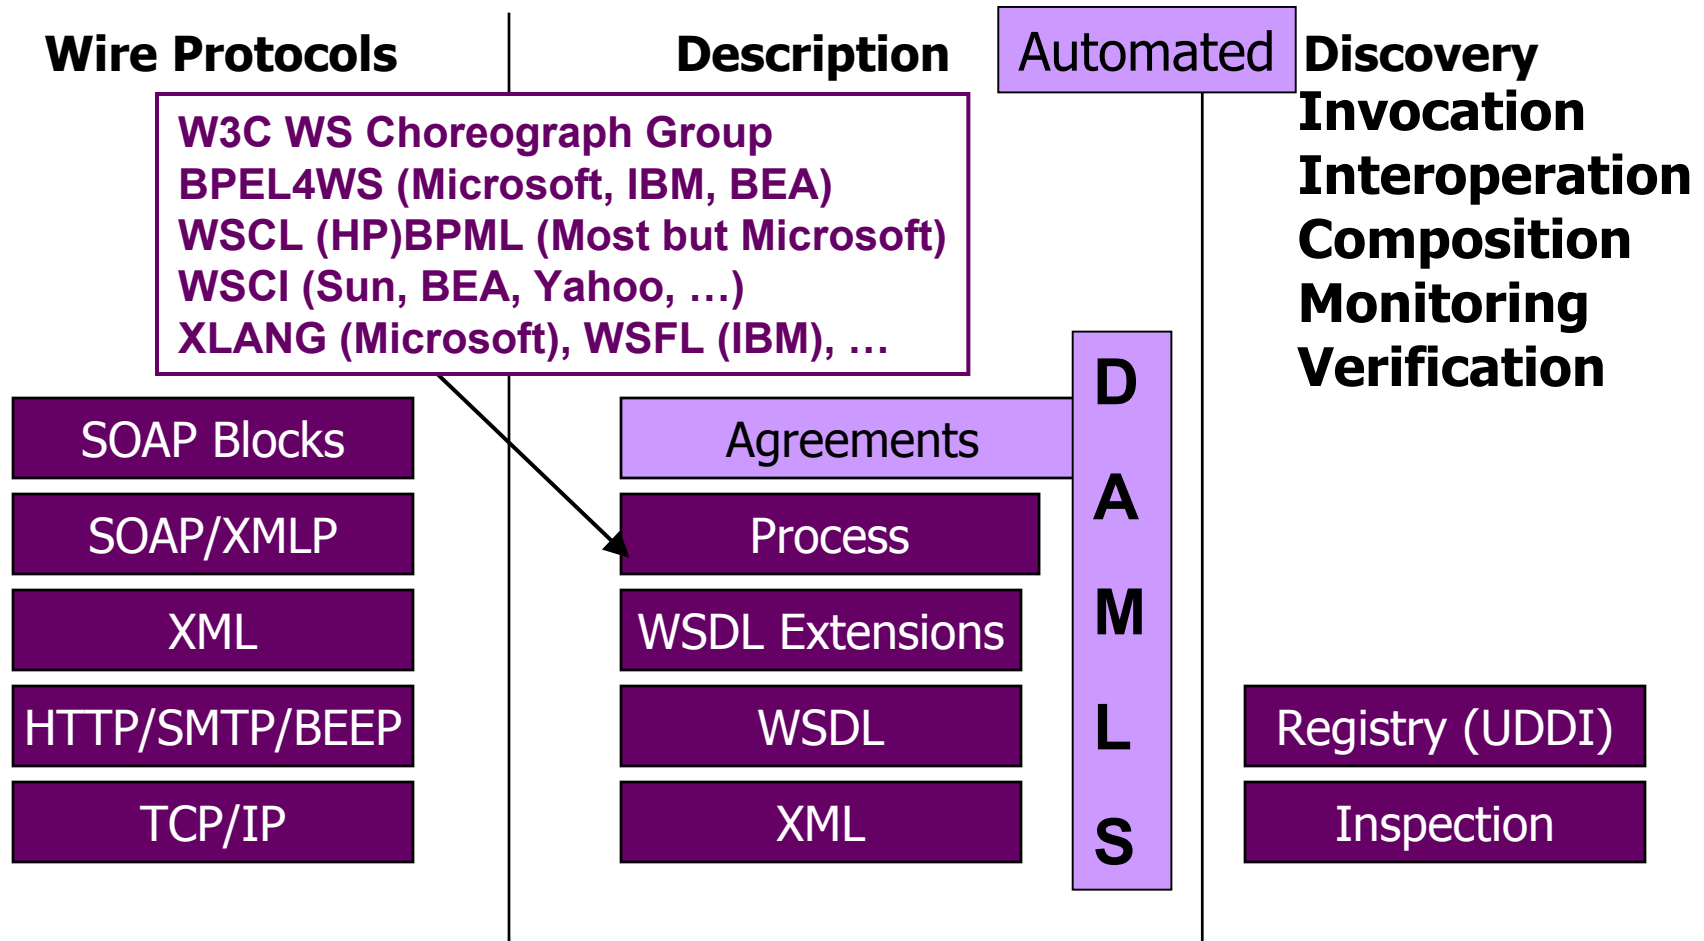 Wire Protocols
Description
Automated
Discovery
Invocation
Interoperation
Composition
Monitoring
Verification
W3C WS Choreograph Group
BPEL4WS (Microsoft, IBM, BEA)
WSCL (HP)BPML (Most but Microsoft)
WSCI (Sun, BEA, Yahoo, …)
XLANG (Microsoft), WSFL (IBM), …
SOAP Blocks
SOAP/XMLP
XML
HTTP/SMTP/BEEP
TCP/IP
Agreements
Process
WSDL Extensions
WSDL
XML
D
A
M
L
S
Registry (UDDI)
Inspection